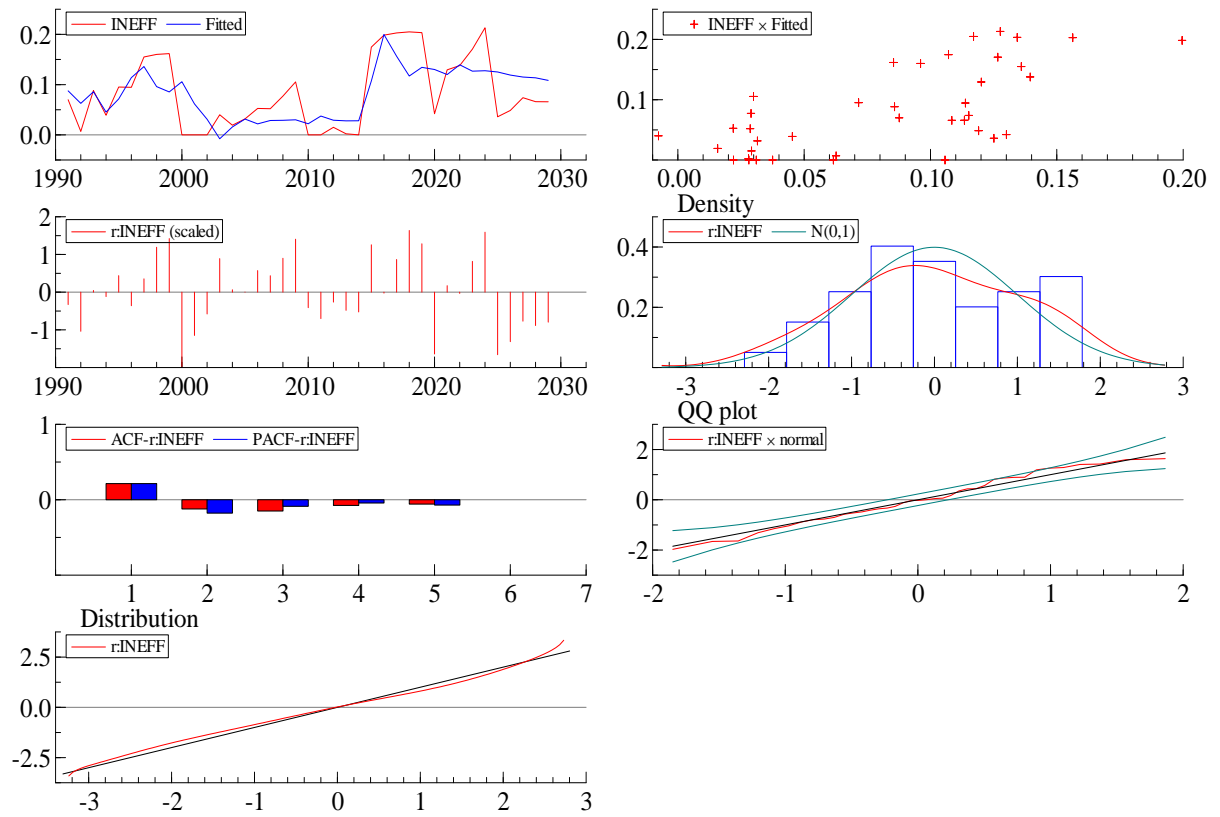 INEFF Fitted
0.2
0.1
0.0
1990 2000 2010 2020 2030
INEFF × Fitted
0.2
0.1
0.00 0.05 0.10 0.15 0.20
r:INEFF (scaled)
2
1
0
-1
1990 2000 2010 2020 2030
Density
r:INEFF N(0,1)
0.4
0.2
-3 -2 -1 0 1 2 3
ACF-r:INEFF PACF-r:INEFF
1
0
1 2 3 4 5 6 7
QQ plot
r:INEFF × normal
2
0
-2
-2 -1 0 1 2
Distribution
r:INEFF
2.5
0.0
-2.5
-3 -2 -1 0 1 2 3